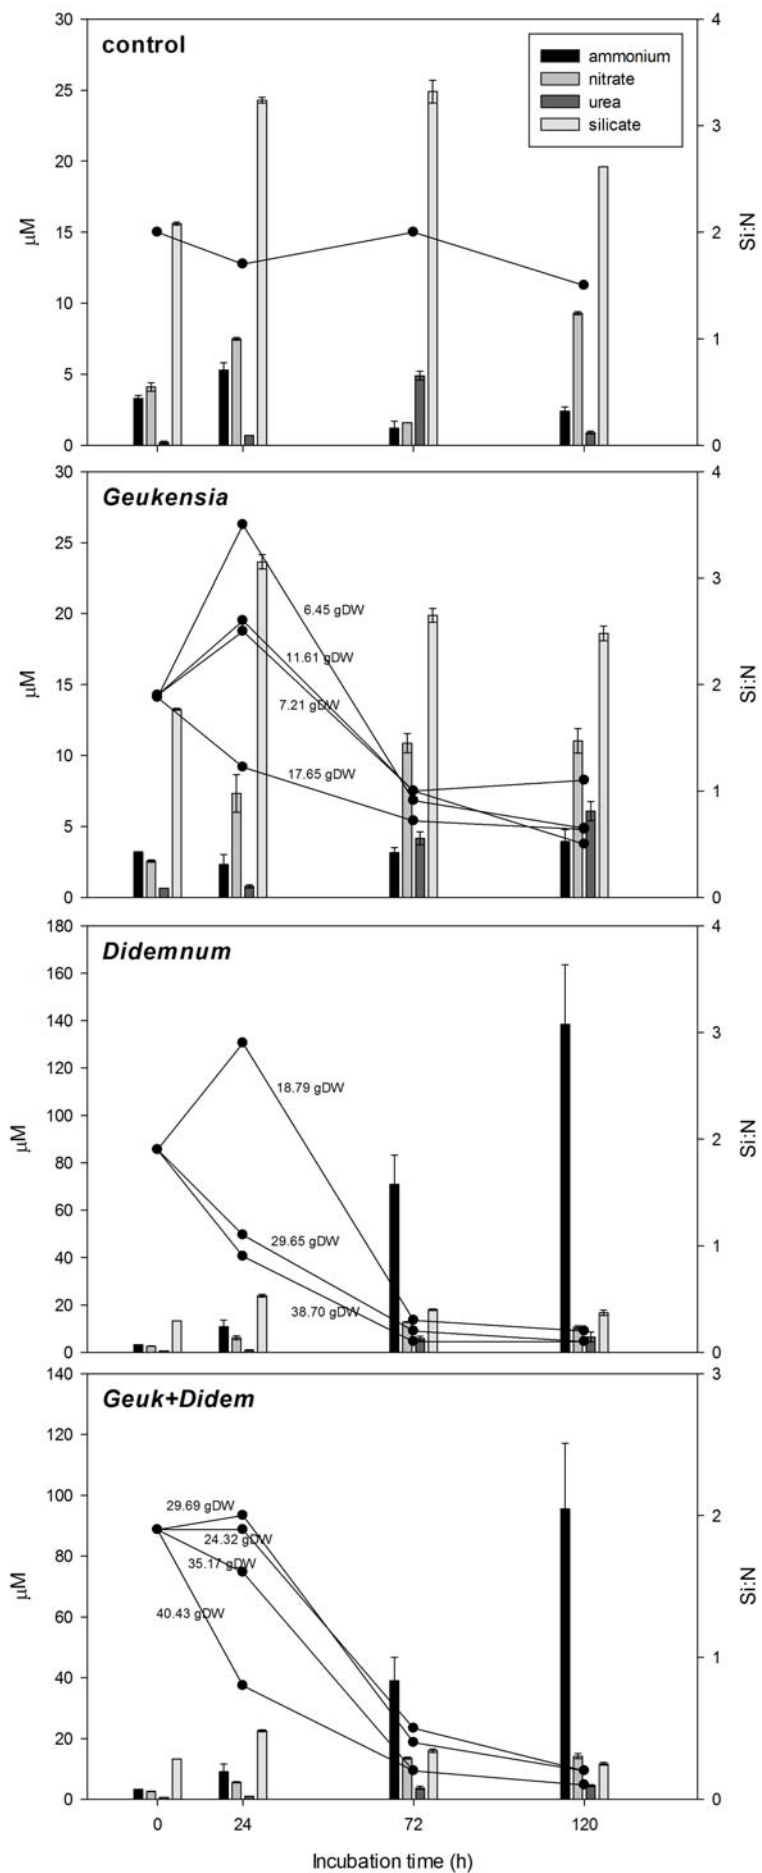 control
ammonium
nitrate
urea
silicate
30
25
20
15
10
5
0
µM
4
3
2
1
0
Si:N
Geukensia
30
25
20
15
10
5
0
µM
6.45 gDW
11.61 gDW
7.21 gDW
17.65 gDW
4
3
2
1
0
Si:N
Didemnum
180
160
140
120
100
80
60
40
20
0
µM
18.79 gDW
29.65 gDW
38.70 gDW
4
3
2
1
0
Si:N
Geuk+Didem
140
120
100
80
60
40
20
0
µM
29.69 gDW
24.32 gDW
35.17 gDW
40.43 gDW
3
2
1
0
Si:N
0 24 72 120
Incubation time (h)